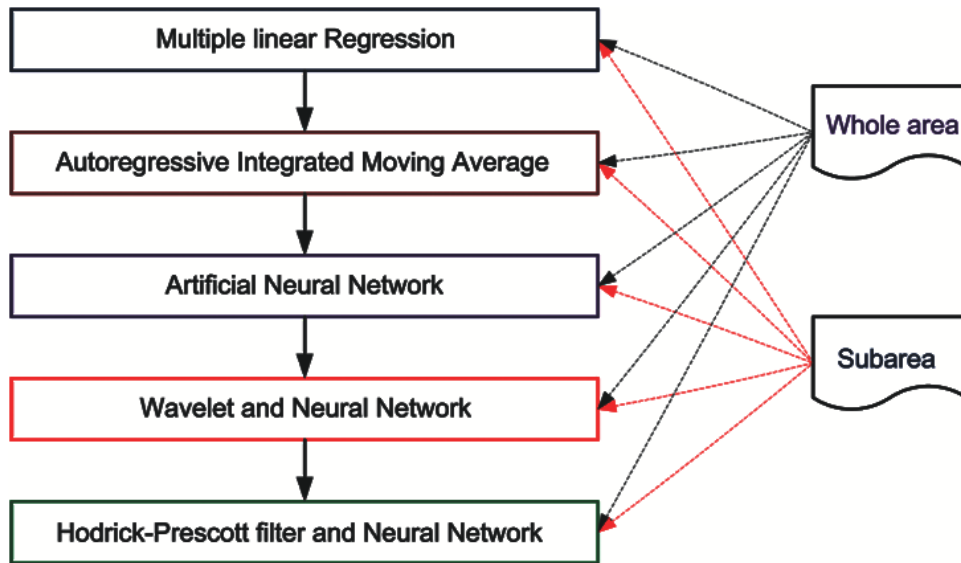 Multiple linear Regression
Whole area
Autoregressive Integrated Moving Average
Artificial Neural Network
Subarea
Wavelet and Neural Network
Hodrick-Prescott filter and Neural Network